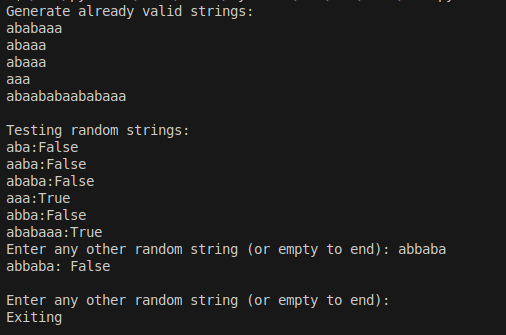 Generate already valid strings:
ababaaa
abaaa
abaaa
aaa
abaababaababaaa
Testing random strings:
aba:False
aaba:False
ababa:False
aaa:True
abba:False
ababaaa:True
Enter any other random string (or empty to end): abbaba
abbaba: False
Enter any other random string (or empty to end):
Exiting